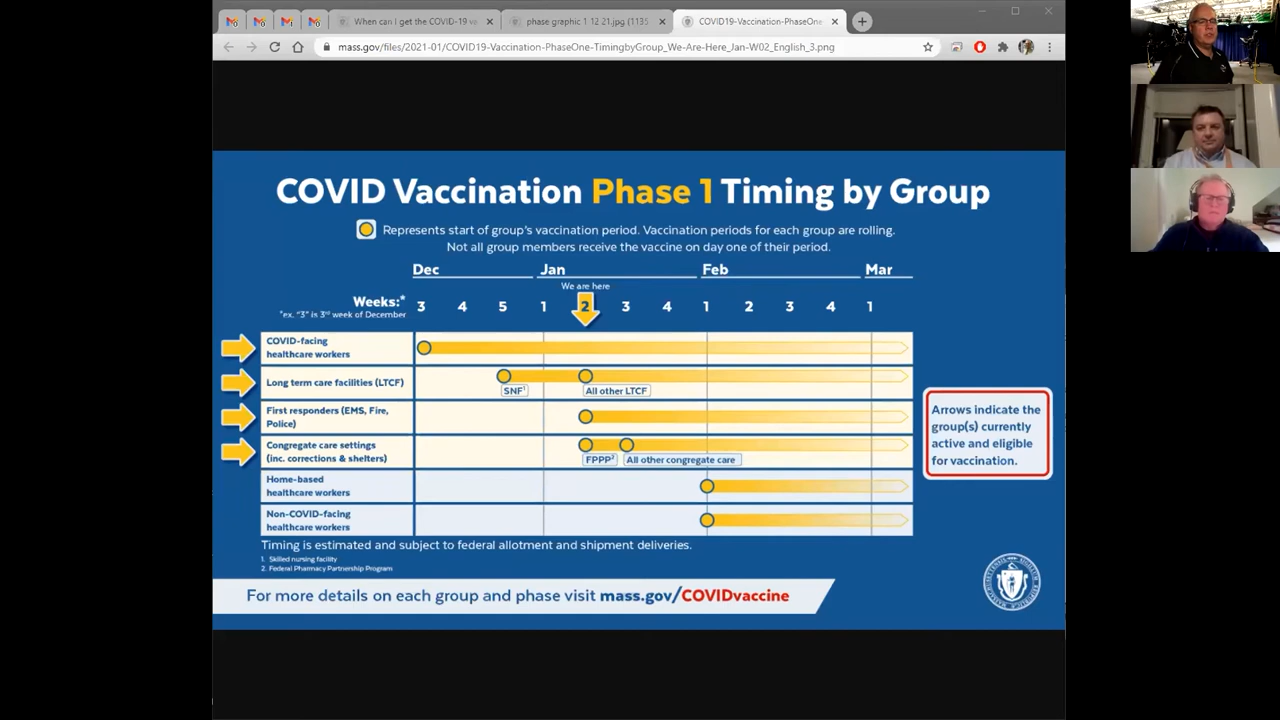 When can I get the COVID-19 va
phase graphic 1 12 21.jpg (1135
COVID19-Vaccination-PhaseOne-
mass.gov/files/2021-01/COVID19-Vaccination-PhaseOne-TimingbyGroup_We-Are-Here_Jan-W02_English_3.png
COVID Vaccination Phase 1 Timing by Group
Represents start of group's vaccination period. Vaccination periods for each group are rolling.
Not all group members receive the vaccine on day one of their period.
Dec Jan Feb Mar
We are here
Weeks:* 3 4 5 1 2 3 4 1 2 3 4 1
*ex. "3" is 3rd week of December
COVID-facing
healthcare workers
Long term care facilities (LTCF)
SNF¹ All other LTCF
First responders (EMS, Fire,
Police)
Congregate care settings
(inc. corrections & shelters)
FPPP² All other congregate care
Home-based
healthcare workers
Non-COVID-facing
healthcare workers
Arrows indicate the
group(s) currently
active and eligible
for vaccination.
Timing is estimated and subject to federal allotment and shipment deliveries.
1. Skilled nursing facility
2. Federal Pharmacy Partnership Program
For more details on each group and phase visit mass.gov/COVIDvaccine